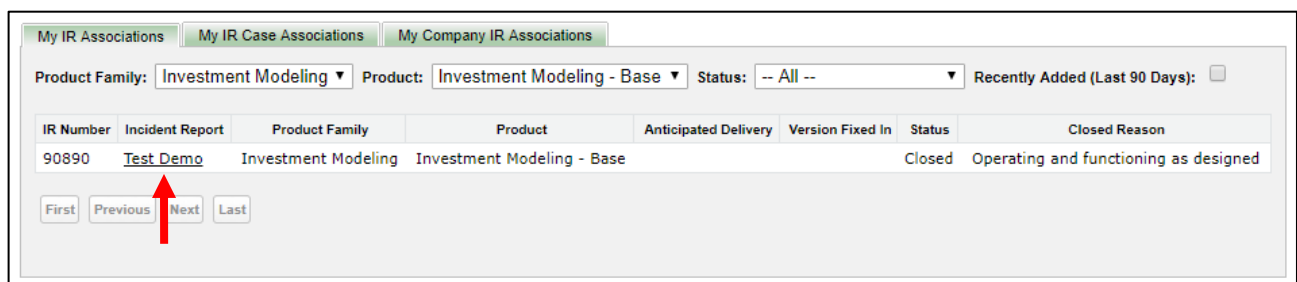 My IR Associations My IR Case Associations My Company IR Associations
Product Family: Investment Modeling Product: Investment Modeling - Base Status: -- All -- Recently Added (Last 90 Days):
IR Number Incident Report Product Family Product Anticipated Delivery Version Fixed In Status Closed Reason
90890 Test Demo Investment Modeling Investment Modeling - Base Closed Operating and functioning as designed
First Previous Next Last